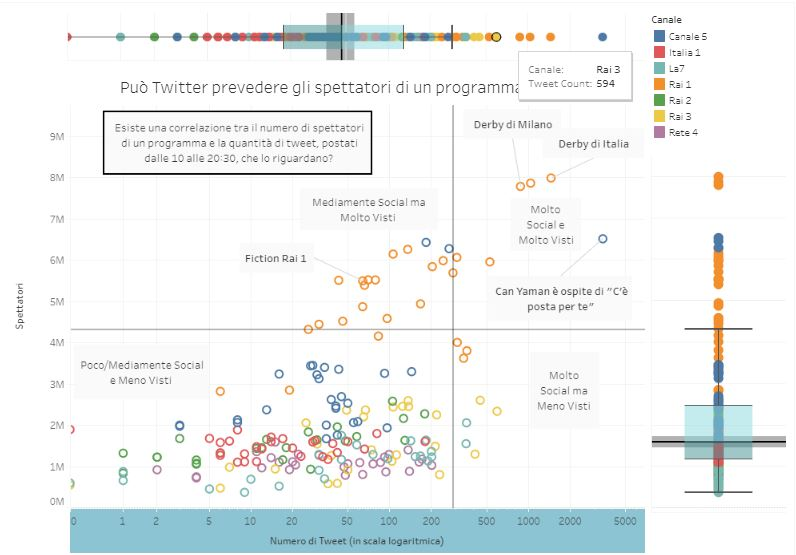 Canale
Canale 5
Italia 1
La7
Rai 1
Rai 2
Rai 3
Rete 4
Canale: Rai 3
Tweet Count: 594
Può Twitter prevedere gli spettatori di un programma
Esiste una correlazione tra il numero di spettatori
di un programma e la quantità di tweet, postati
dalle 10 alle 20:30, che lo riguardano?
Derby di Milano
Derby di Italia
Mediamente Social ma
Molto Visti
Molto
Social e
Molto Visti
Fiction Rai 1
Can Yaman è ospite di "C'è
posta per te"
Poco/Mediamente Social
e Meno Visti
Molto
Social ma
Meno Visti
Spettatori
9M
8M
7M
6M
5M
4M
3M
2M
1M
0M
0 1 2 5 10 20 50 100 200 500 1000 2000 5000
Numero di Tweet (in scala logaritmica)